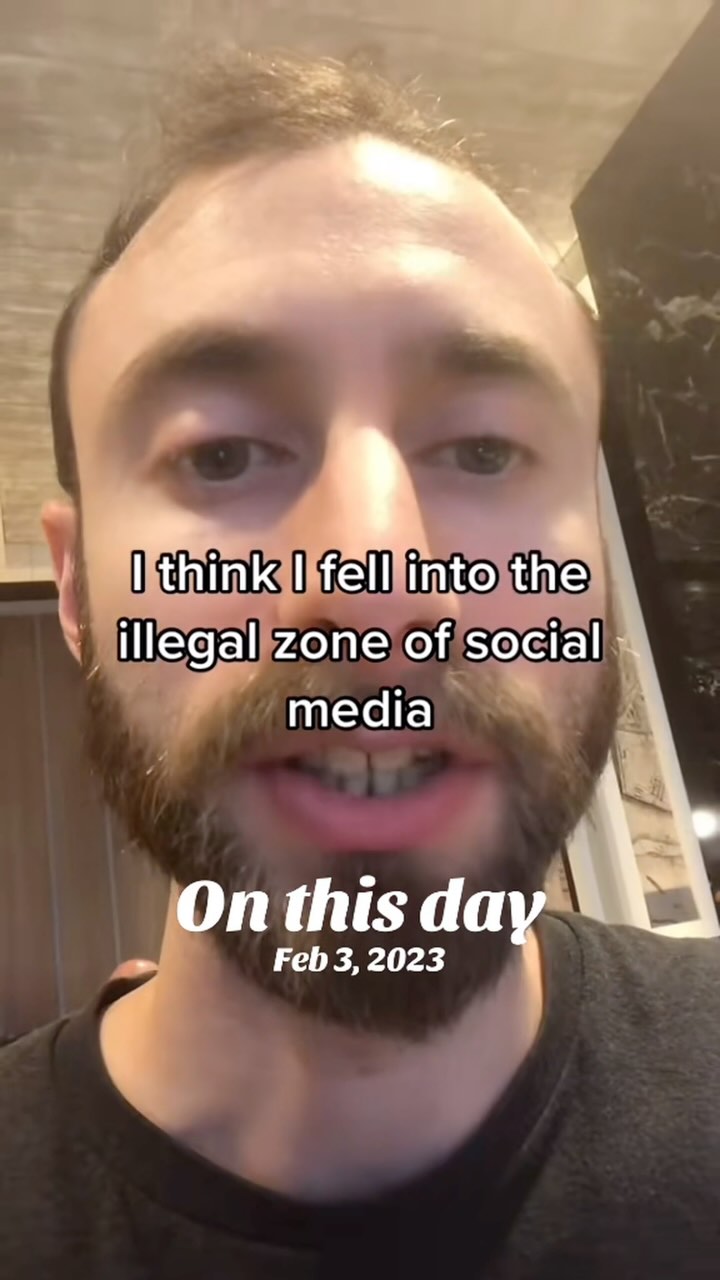 I think I fell into the
illegal zone of social
media
On this day
Feb 3, 2023